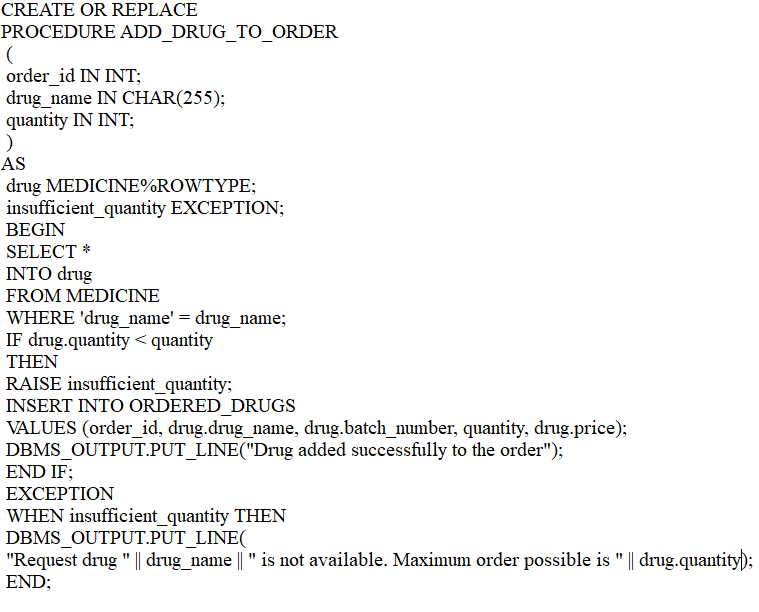 CREATE OR REPLACE
PROCEDURE ADD_DRUG_TO_ORDER
(
order_id IN INT;
drug_name IN CHAR(255);
quantity IN INT;
)
AS
drug MEDICINE%ROWTYPE;
insufficient_quantity EXCEPTION;
BEGIN
SELECT *
INTO drug
FROM MEDICINE
WHERE 'drug_name' = drug_name;
IF drug.quantity < quantity
THEN
RAISE insufficient_quantity;
INSERT INTO ORDERED_DRUGS
VALUES (order_id, drug.drug_name, drug.batch_number, quantity, drug.price);
DBMS_OUTPUT.PUT_LINE("Drug added successfully to the order");
END IF;
EXCEPTION
WHEN insufficient_quantity THEN
DBMS_OUTPUT.PUT_LINE(
"Request drug " || drug_name || " is not available. Maximum order possible is " || drug.quantity);
END;